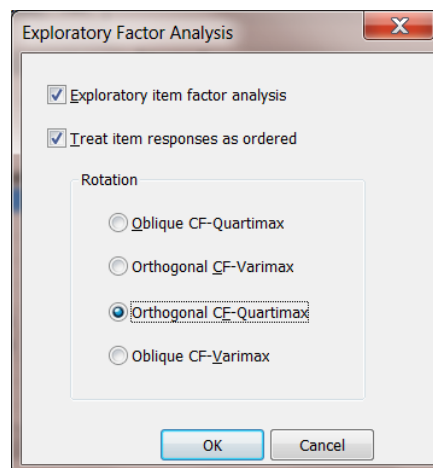 Exploratory Factor Analysis
Exploratory item factor analysis
Treat item responses as ordered
Rotation
Oblique CF-Quartimax
Orthogonal CF-Varimax
Orthogonal CF-Quartimax
Oblique CF-Varimax
OK Cancel